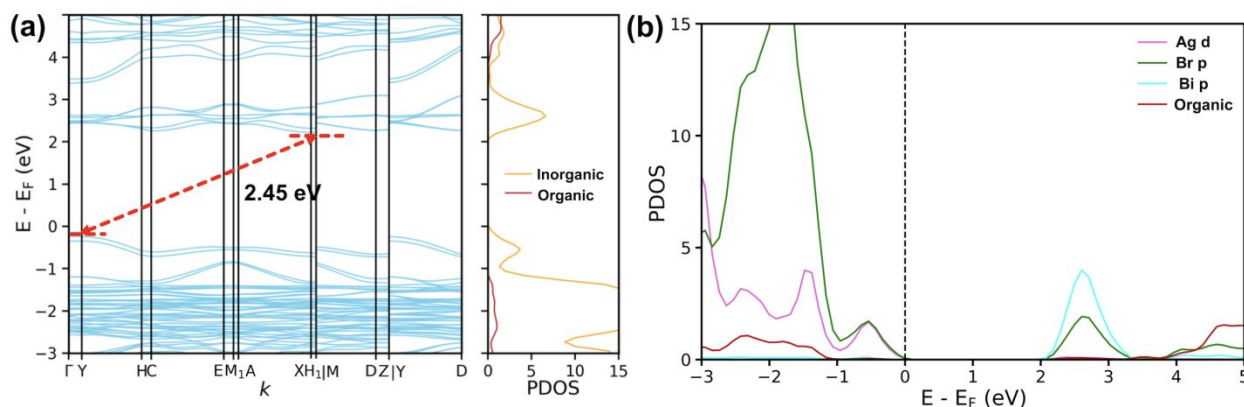 (a)
E - E_F (eV)
4
3
2
1
0
−1
−2
−3
2.45 eV
Γ Y HC EM₁A XH₁|M DZ|Y D
k
Inorganic
Organic
0 5 10 15
PDOS
(b)
PDOS
15
10
5
0
Ag d
Br p
Bi p
Organic
−3 −2 −1 0 1 2 3 4 5
E - E_F (eV)